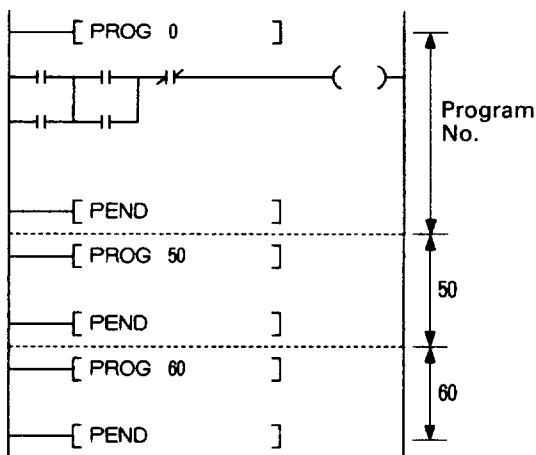 [ PROG 0 ]
Program
No.
[ PEND ]
[ PROG 50 ]
50
[ PEND ]
[ PROG 60 ]
60
[ PEND ]